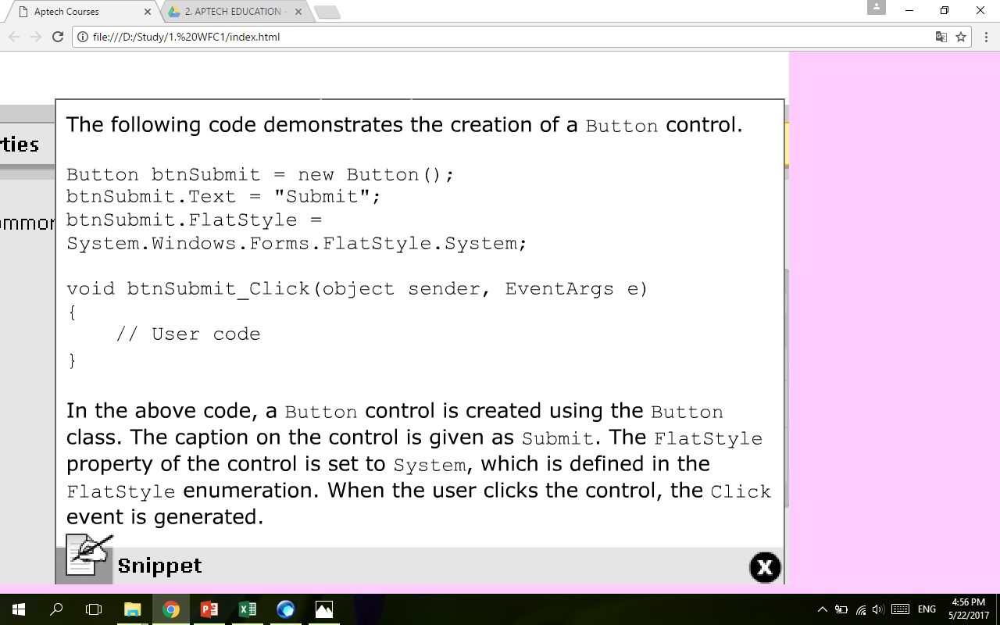 Aptech Courses
2. APTECH EDUCATION -
file:///D:/Study/1.%20WFC1/index.html
The following code demonstrates the creation of a Button control.
rties
Button btnSubmit = new Button();
btnSubmit.Text = "Submit";
btnSubmit.FlatStyle =
ommon
System.Windows.Forms.FlatStyle.System;
void btnSubmit_Click(object sender, EventArgs e)
{
// User code
}
In the above code, a Button control is created using the Button
class. The caption on the control is given as Submit. The FlatStyle
property of the control is set to System, which is defined in the
FlatStyle enumeration. When the user clicks the control, the Click
event is generated.
Snippet
X
ENG
4:56 PM
5/22/2017